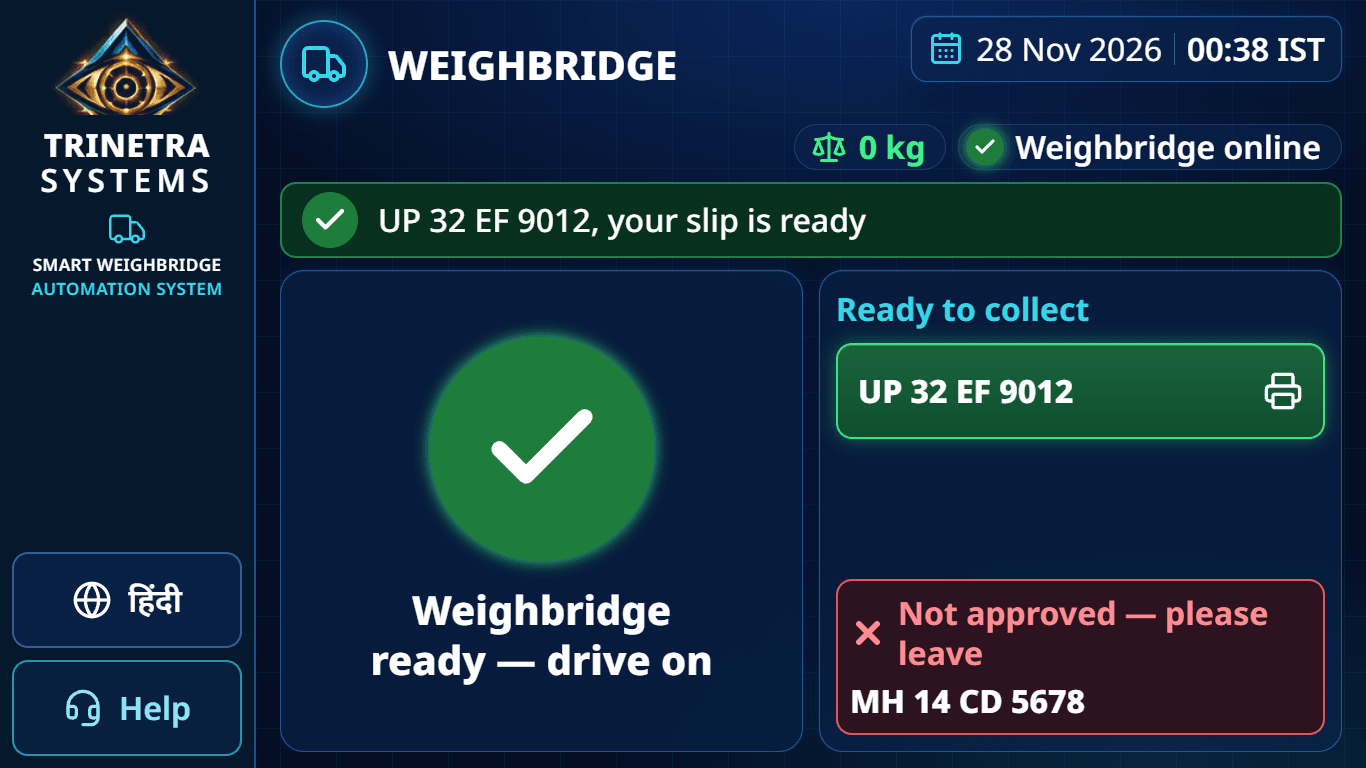 TRINETRA
SYSTEMS
SMART WEIGHBRIDGE
AUTOMATION SYSTEM
हिंदी
Help
WEIGHBRIDGE
28 Nov 2026 00:38 IST
0 kg
Weighbridge online
UP 32 EF 9012, your slip is ready
Weighbridge
ready — drive on
Ready to collect
UP 32 EF 9012
Not approved — please
leave
MH 14 CD 5678